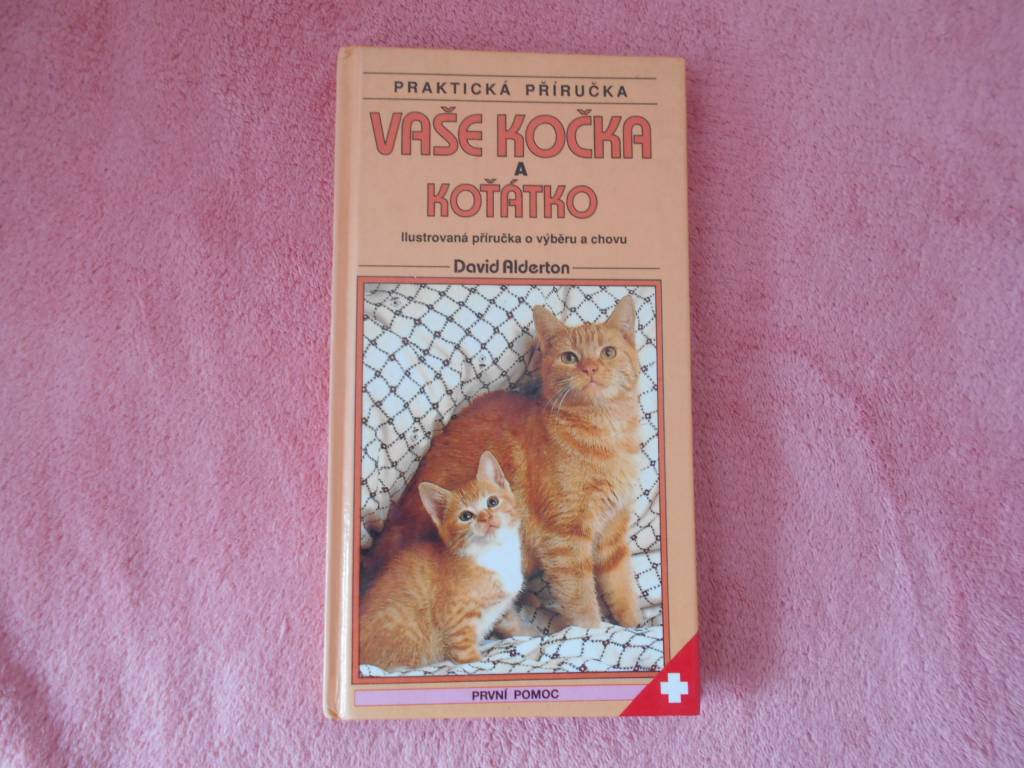 PRAKTICKÁ PŘÍRUČKA
VAŠE KOČKA
A
KOŤÁTKO
Ilustrovaná příručka o výběru a chovu
David Alderton
PRVNÍ POMOC